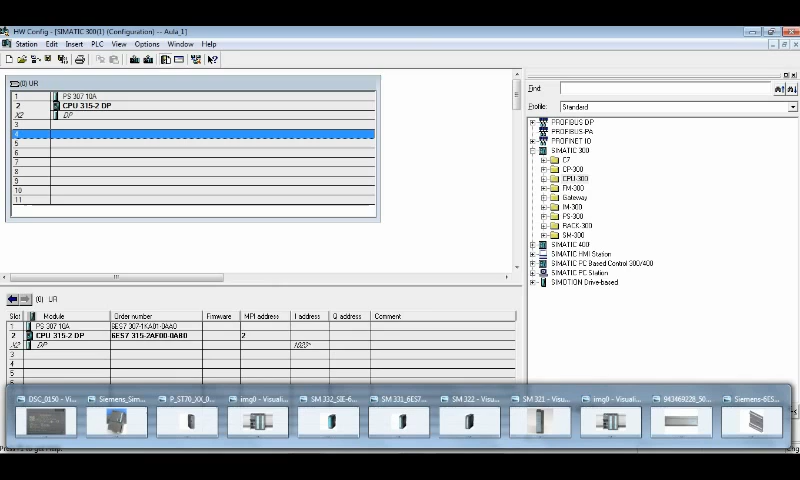 HW Config - [SIMATIC 300(1) (Configuration) -- Aula_1]
Station Edit Insert PLC View Options Window Help
(0) UR
1 PS 307 10A
2 CPU 315-2 DP
X2 DP
3
4
5
6
7
8
9
10
11
Find:
Profile: Standard
PROFIBUS DP
PROFIBUS-PA
PROFINET IO
SIMATIC 300
C7
CP-300
CPU-300
FM-300
Gateway
IM-300
PS-300
RACK-300
SM-300
SIMATIC 400
SIMATIC HMI Station
SIMATIC PC Based Control 300/400
SIMATIC PC Station
SIMOTION Drive-based
(0) UR
Slot Module Order number Firmware MPI address I address Q address Comment
1 PS 307 10A 6ES7 307-1KA01-0AA0
2 CPU 315-2 DP 6ES7 315-2AF00-0AB0 2
X2 DP 1023*
3
4
5
6
DSC_0150 - Vi... Siemens_Sim... P_ST70_XX_0... img0 - Visuali... SM 332_SIE-6... SM 331_6ES7... SM 322 - Visu... SM 321 - Visu... img0 - Visuali... 943469228_50... Siemens-6ES...